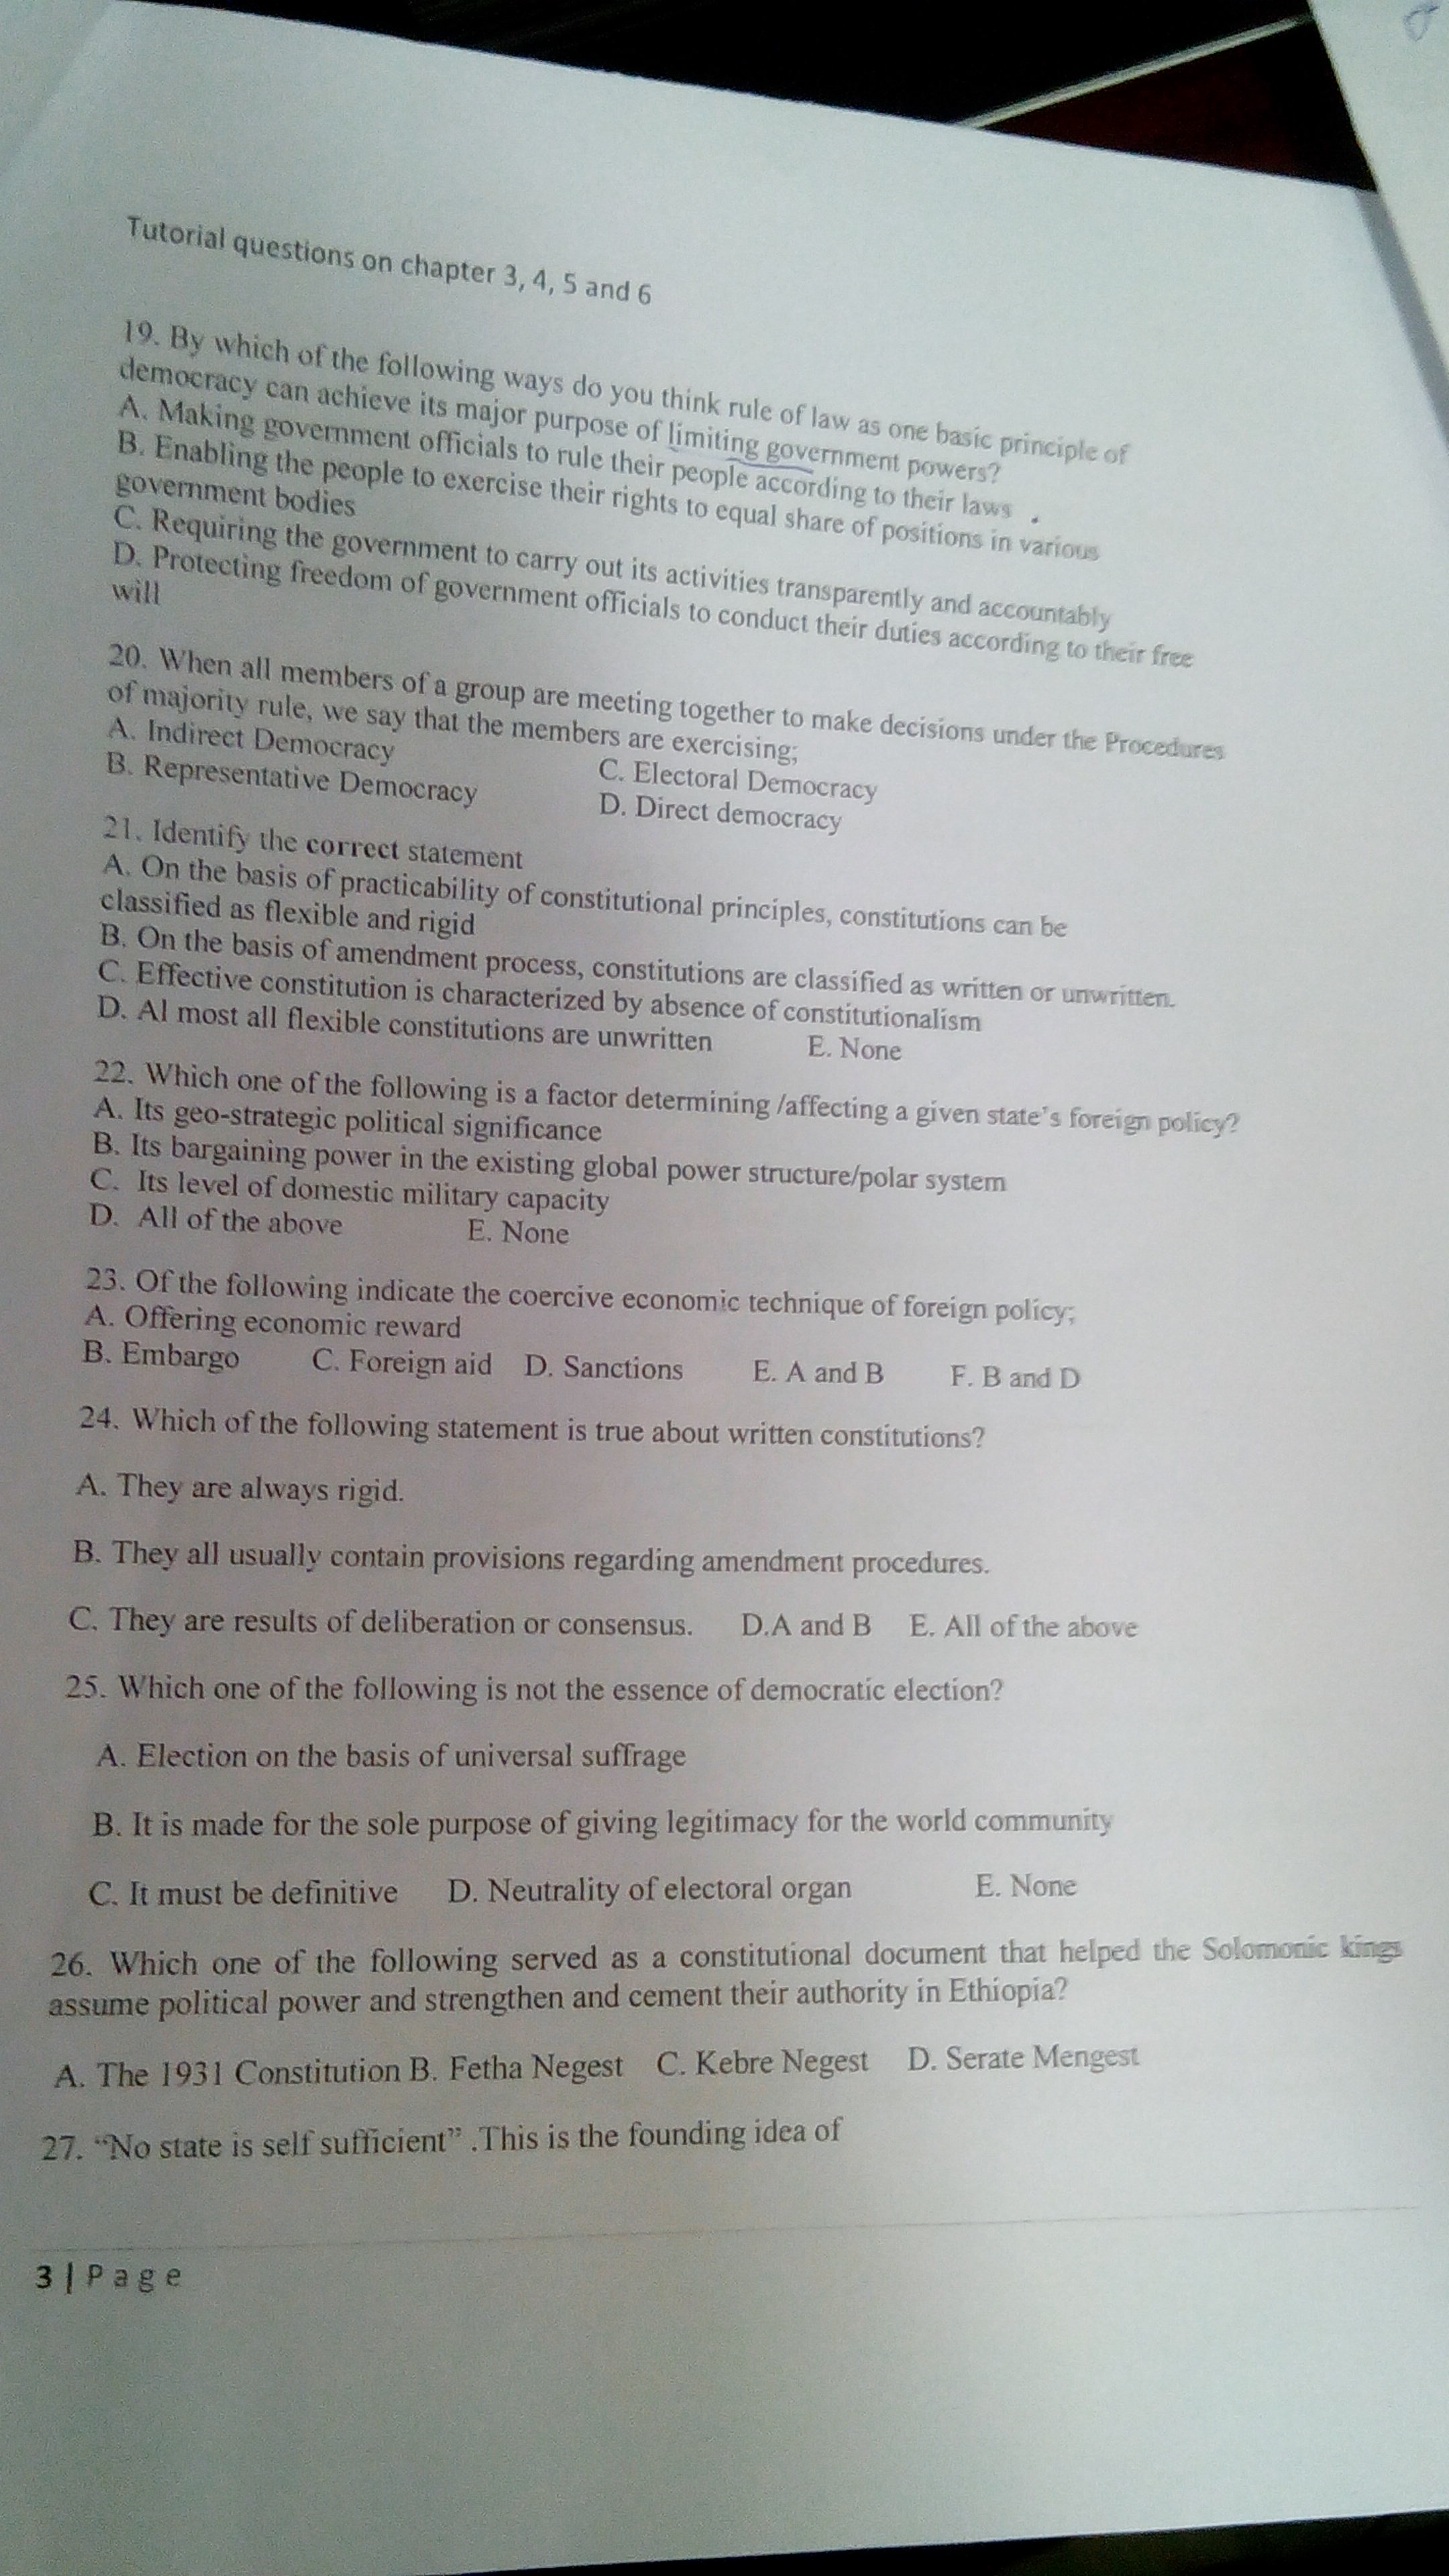 Tutorial questions on chapter 3, 4, 5 and 6
19. By which of the following ways do you think rule of law as one basic principle of
democracy can achieve its major purpose of limiting government powers?
A. Making government officials to rule their people according to their laws .
B. Enabling the people to exercise their rights to equal share of positions in various
government bodies
C. Requiring the government to carry out its activities transparently and accountably
D. Protecting freedom of government officials to conduct their duties according to their free
will
20. When all members of a group are meeting together to make decisions under the Procedures
of majority rule, we say that the members are exercising;
A. Indirect Democracy C. Electoral Democracy
B. Representative Democracy D. Direct democracy
21. Identify the correct statement
A. On the basis of practicability of constitutional principles, constitutions can be
classified as flexible and rigid
B. On the basis of amendment process, constitutions are classified as written or unwritten.
C. Effective constitution is characterized by absence of constitutionalism
D. Al most all flexible constitutions are unwritten E. None
22. Which one of the following is a factor determining /affecting a given state's foreign policy?
A. Its geo-strategic political significance
B. Its bargaining power in the existing global power structure/polar system
C. Its level of domestic military capacity
D. All of the above E. None
23. Of the following indicate the coercive economic technique of foreign policy;
A. Offering economic reward
B. Embargo C. Foreign aid D. Sanctions E. A and B F. B and D
24. Which of the following statement is true about written constitutions?
A. They are always rigid.
B. They all usually contain provisions regarding amendment procedures.
C. They are results of deliberation or consensus. D.A and B E. All of the above
25. Which one of the following is not the essence of democratic election?
A. Election on the basis of universal suffrage
B. It is made for the sole purpose of giving legitimacy for the world community
C. It must be definitive D. Neutrality of electoral organ E. None
26. Which one of the following served as a constitutional document that helped the Solomonic kings
assume political power and strengthen and cement their authority in Ethiopia?
A. The 1931 Constitution B. Fetha Negest C. Kebre Negest D. Serate Mengest
27. “No state is self sufficient” .This is the founding idea of
3 | P a g e